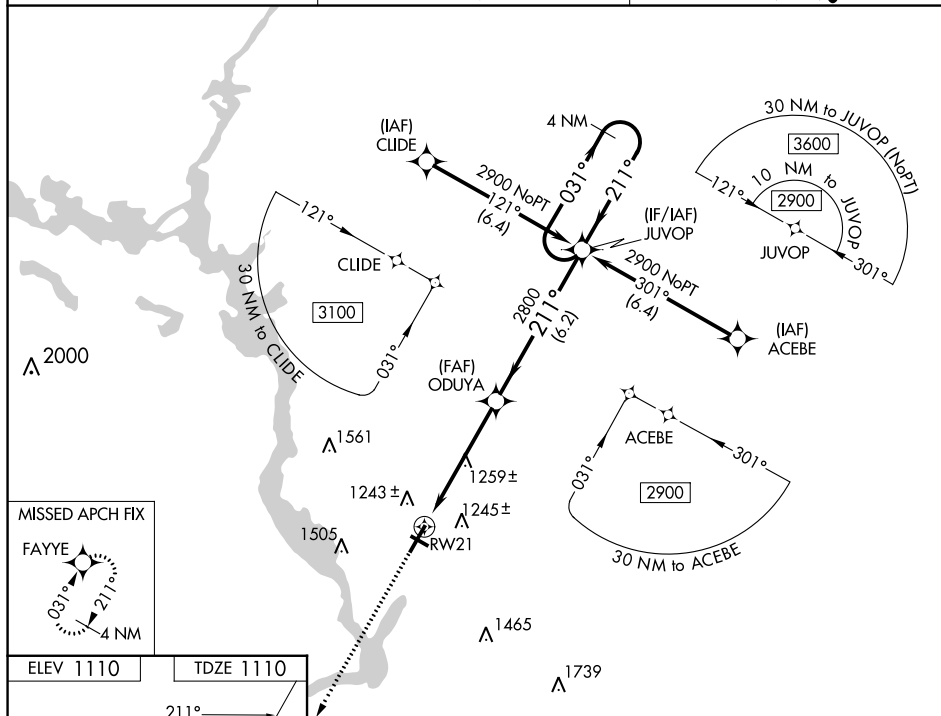 (IAF)
CLIDE
2900 NoPT
121°
(6.4)
4 NM
031°
211°
(IF/IAF)
JUVOP
2900 NoPT
301°
(6.4)
(IAF)
ACEBE
30 NM to JUVOP (NoPT)
3600
10 NM to JUVOP
2900
121°
JUVOP
301°
121°
CLIDE
3100
031°
30 NM to CLIDE
2800
211°
(6.2)
(FAF)
ODUYA
2000
1561
1259±
1243±
1245±
1505
RW21
1465
1739
ACEBE
031°
301°
2900
30 NM to ACEBE
MISSED APCH FIX
FAYYE
031°
211°
4 NM
ELEV 1110
TDZE 1110
211°